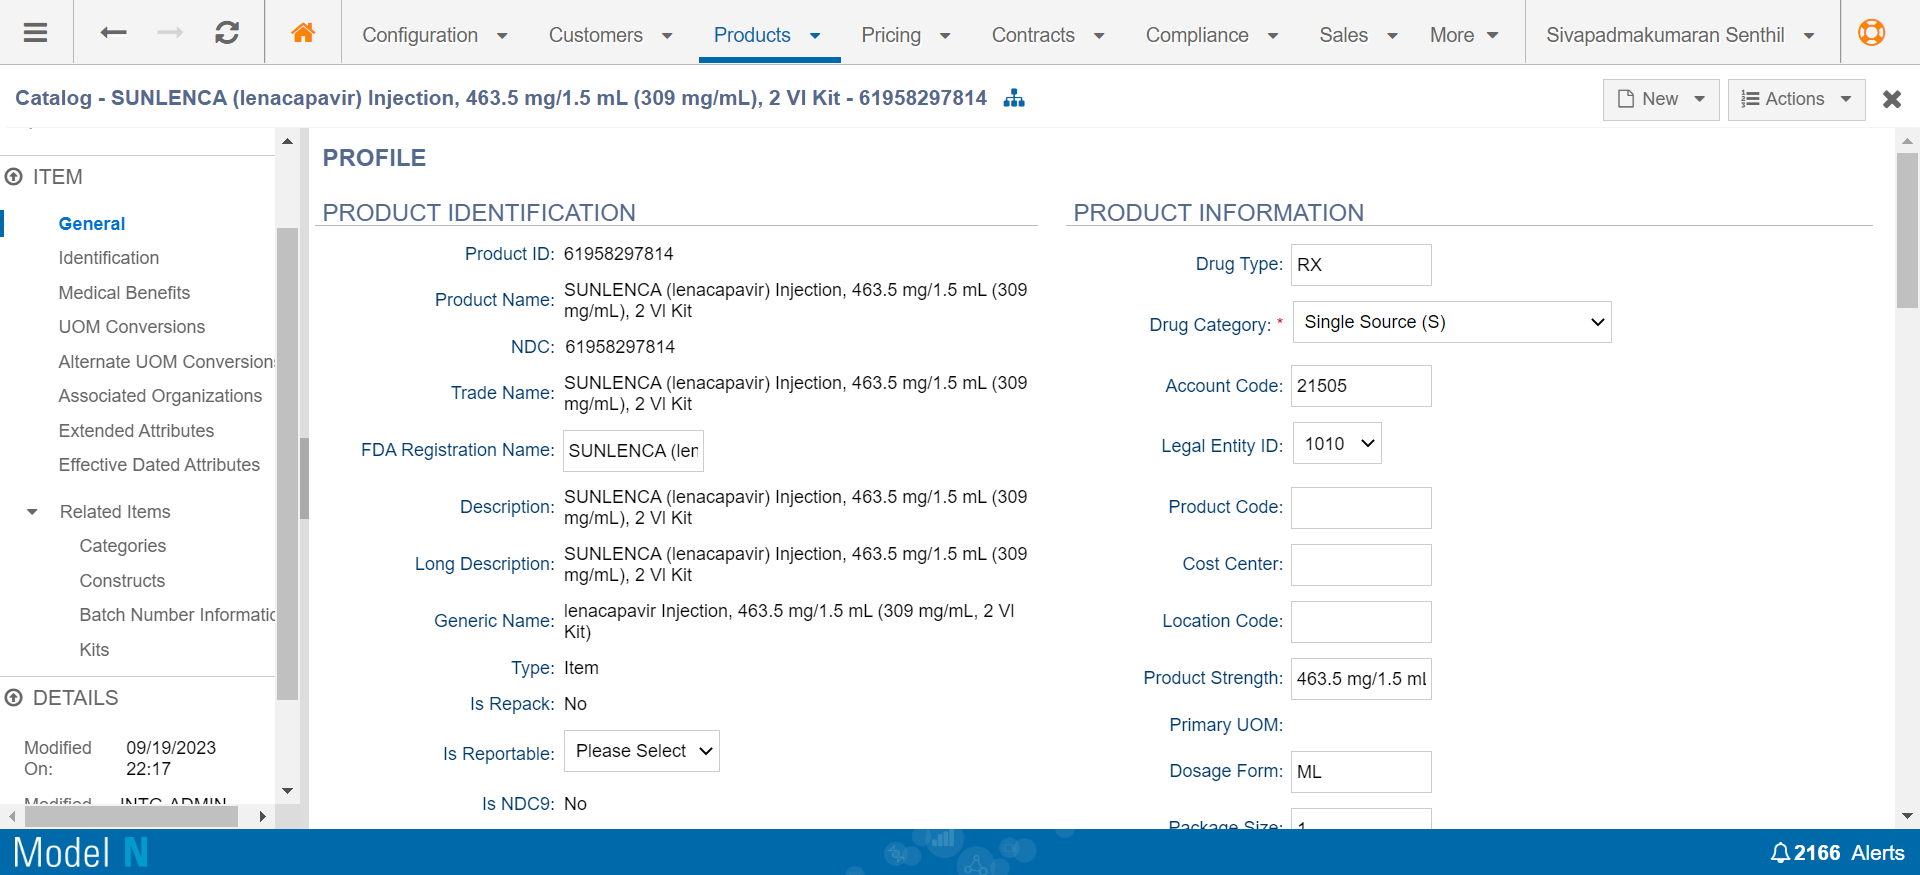 Configuration
Customers
Products
Pricing
Contracts
Compliance
Sales
More
Sivapadmakumaran Senthil
Catalog - SUNLENCA (lenacapavir) Injection, 463.5 mg/1.5 mL (309 mg/mL), 2 VI Kit - 61958297814
New
Actions
ITEM
General
Identification
Medical Benefits
UOM Conversions
Alternate UOM Conversions
Associated Organizations
Extended Attributes
Effective Dated Attributes
Related Items
Categories
Constructs
Batch Number Informatic
Kits
DETAILS
Modified On: 09/19/2023 22:17
Modified INTG ADMIN
PROFILE
PRODUCT IDENTIFICATION
Product ID: 61958297814
Product Name: SUNLENCA (lenacapavir) Injection, 463.5 mg/1.5 mL (309
mg/mL), 2 VI Kit
NDC: 61958297814
Trade Name: SUNLENCA (lenacapavir) Injection, 463.5 mg/1.5 mL (309
mg/mL), 2 VI Kit
FDA Registration Name: SUNLENCA (len
Description: SUNLENCA (lenacapavir) Injection, 463.5 mg/1.5 mL (309
mg/mL), 2 VI Kit
Long Description: SUNLENCA (lenacapavir) Injection, 463.5 mg/1.5 mL (309
mg/mL), 2 VI Kit
Generic Name: lenacapavir Injection, 463.5 mg/1.5 mL (309 mg/mL, 2 VI
Kit)
Type: Item
Is Repack: No
Is Reportable: Please Select
Is NDC9: No
PRODUCT INFORMATION
Drug Type: RX
Drug Category: * Single Source (S)
Account Code: 21505
Legal Entity ID: 1010
Product Code:
Cost Center:
Location Code:
Product Strength: 463.5 mg/1.5 mL
Primary UOM:
Dosage Form: ML
Package Size: 1
Model N
2166 Alerts